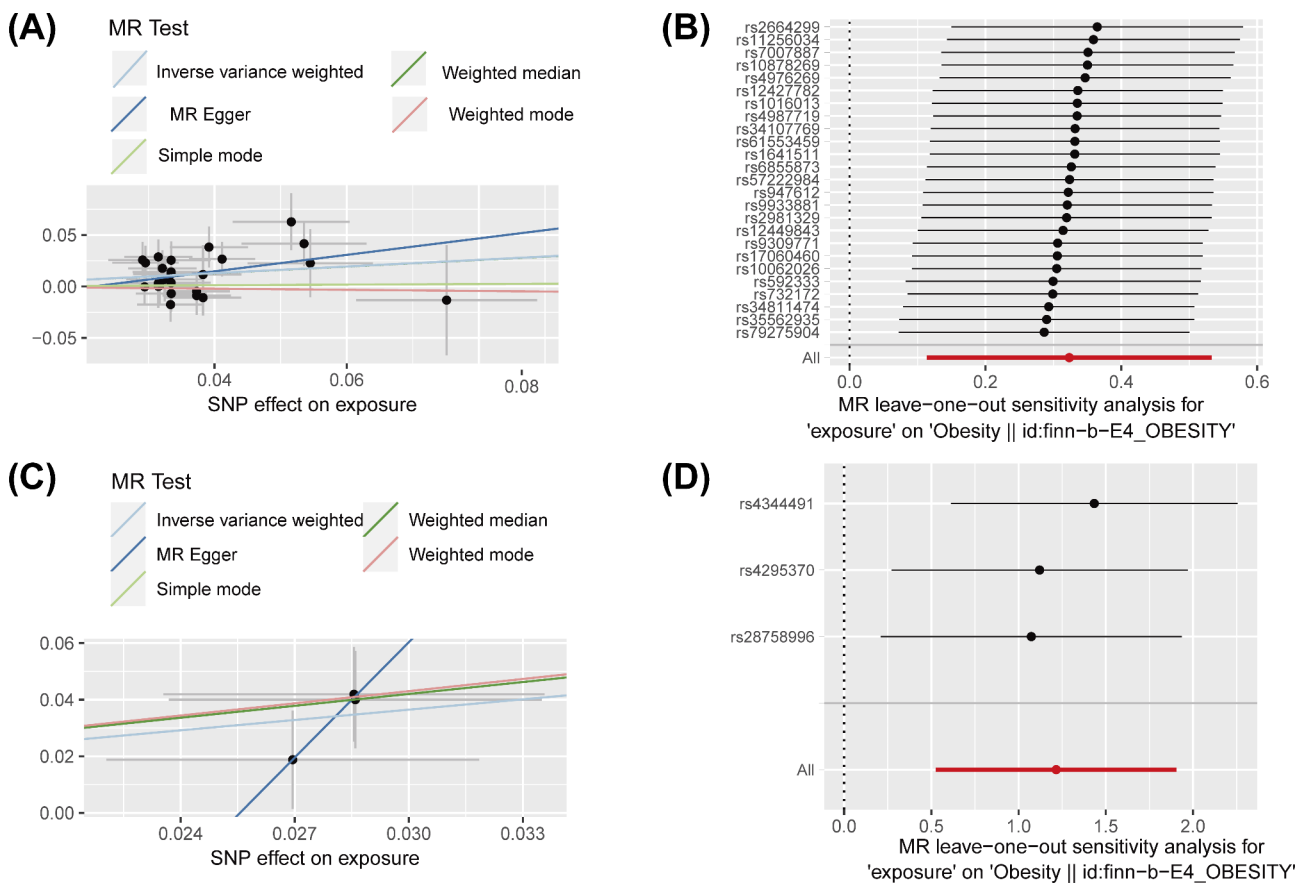 (A)
MR Test
Inverse variance weighted
Weighted median
MR Egger
Weighted mode
Simple mode
0.05
0.00
−0.05
0.04
0.06
0.08
SNP effect on exposure
(B)
rs2664299
rs11256034
rs7007887
rs10878269
rs4976269
rs12427782
rs1016013
rs4987719
rs34107769
rs61553459
rs1641511
rs6855873
rs57222984
rs947612
rs9933881
rs2981329
rs12449843
rs9309771
rs17060460
rs10062026
rs592333
rs732172
rs34811474
rs35562935
rs79275904
All
0.0
0.2
0.4
0.6
MR leave−one−out sensitivity analysis for
'exposure' on 'Obesity || id:finn−b−E4_OBESITY'
(C)
MR Test
Inverse variance weighted
Weighted median
MR Egger
Weighted mode
Simple mode
0.06
0.04
0.02
0.00
0.024
0.027
0.030
0.033
SNP effect on exposure
(D)
rs4344491
rs4295370
rs28758996
All
0.0
0.5
1.0
1.5
2.0
MR leave−one−out sensitivity analysis for
'exposure' on 'Obesity || id:finn−b−E4_OBESITY'